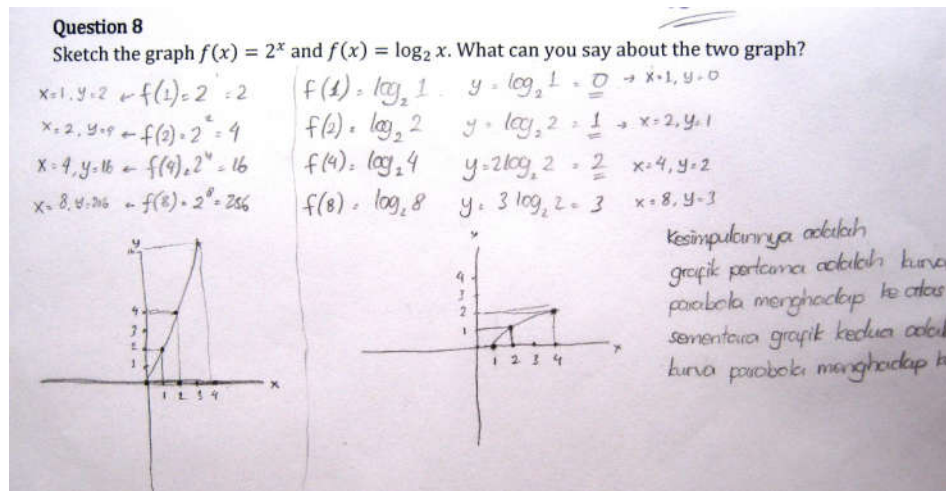 Question 8
Sketch the graph f(x) = 2ˣ and f(x) = log₂ x. What can you say about the two graph?
x=1, y=2 ← f(1) = 2¹ = 2
x=2, y=4 ← f(2) = 2² = 4
x=4, y=16 ← f(4) = 2⁴ = 16
x=8, y=256 ← f(8) = 2⁸ = 256
f(1) = log₂ 1 y = log₂ 1 = 0 → x=1, y=0
f(2) = log₂ 2 y = log₂ 2 = 1 → x=2, y=1
f(4) = log₂ 4 y = 2 log₂ 2 = 2 x=4, y=2
f(8) = log₂ 8 y = 3 log₂ 2 = 3 x=8, y=3
y
4
3
2
1
1 2 3 4 x
y
4
3
2
1
1 2 3 4 x
Kesimpulannya adalah
grafik pertama adalah kurva
parabola menghadap ke atas
sementara grafik kedua
kurva parabola menghadap